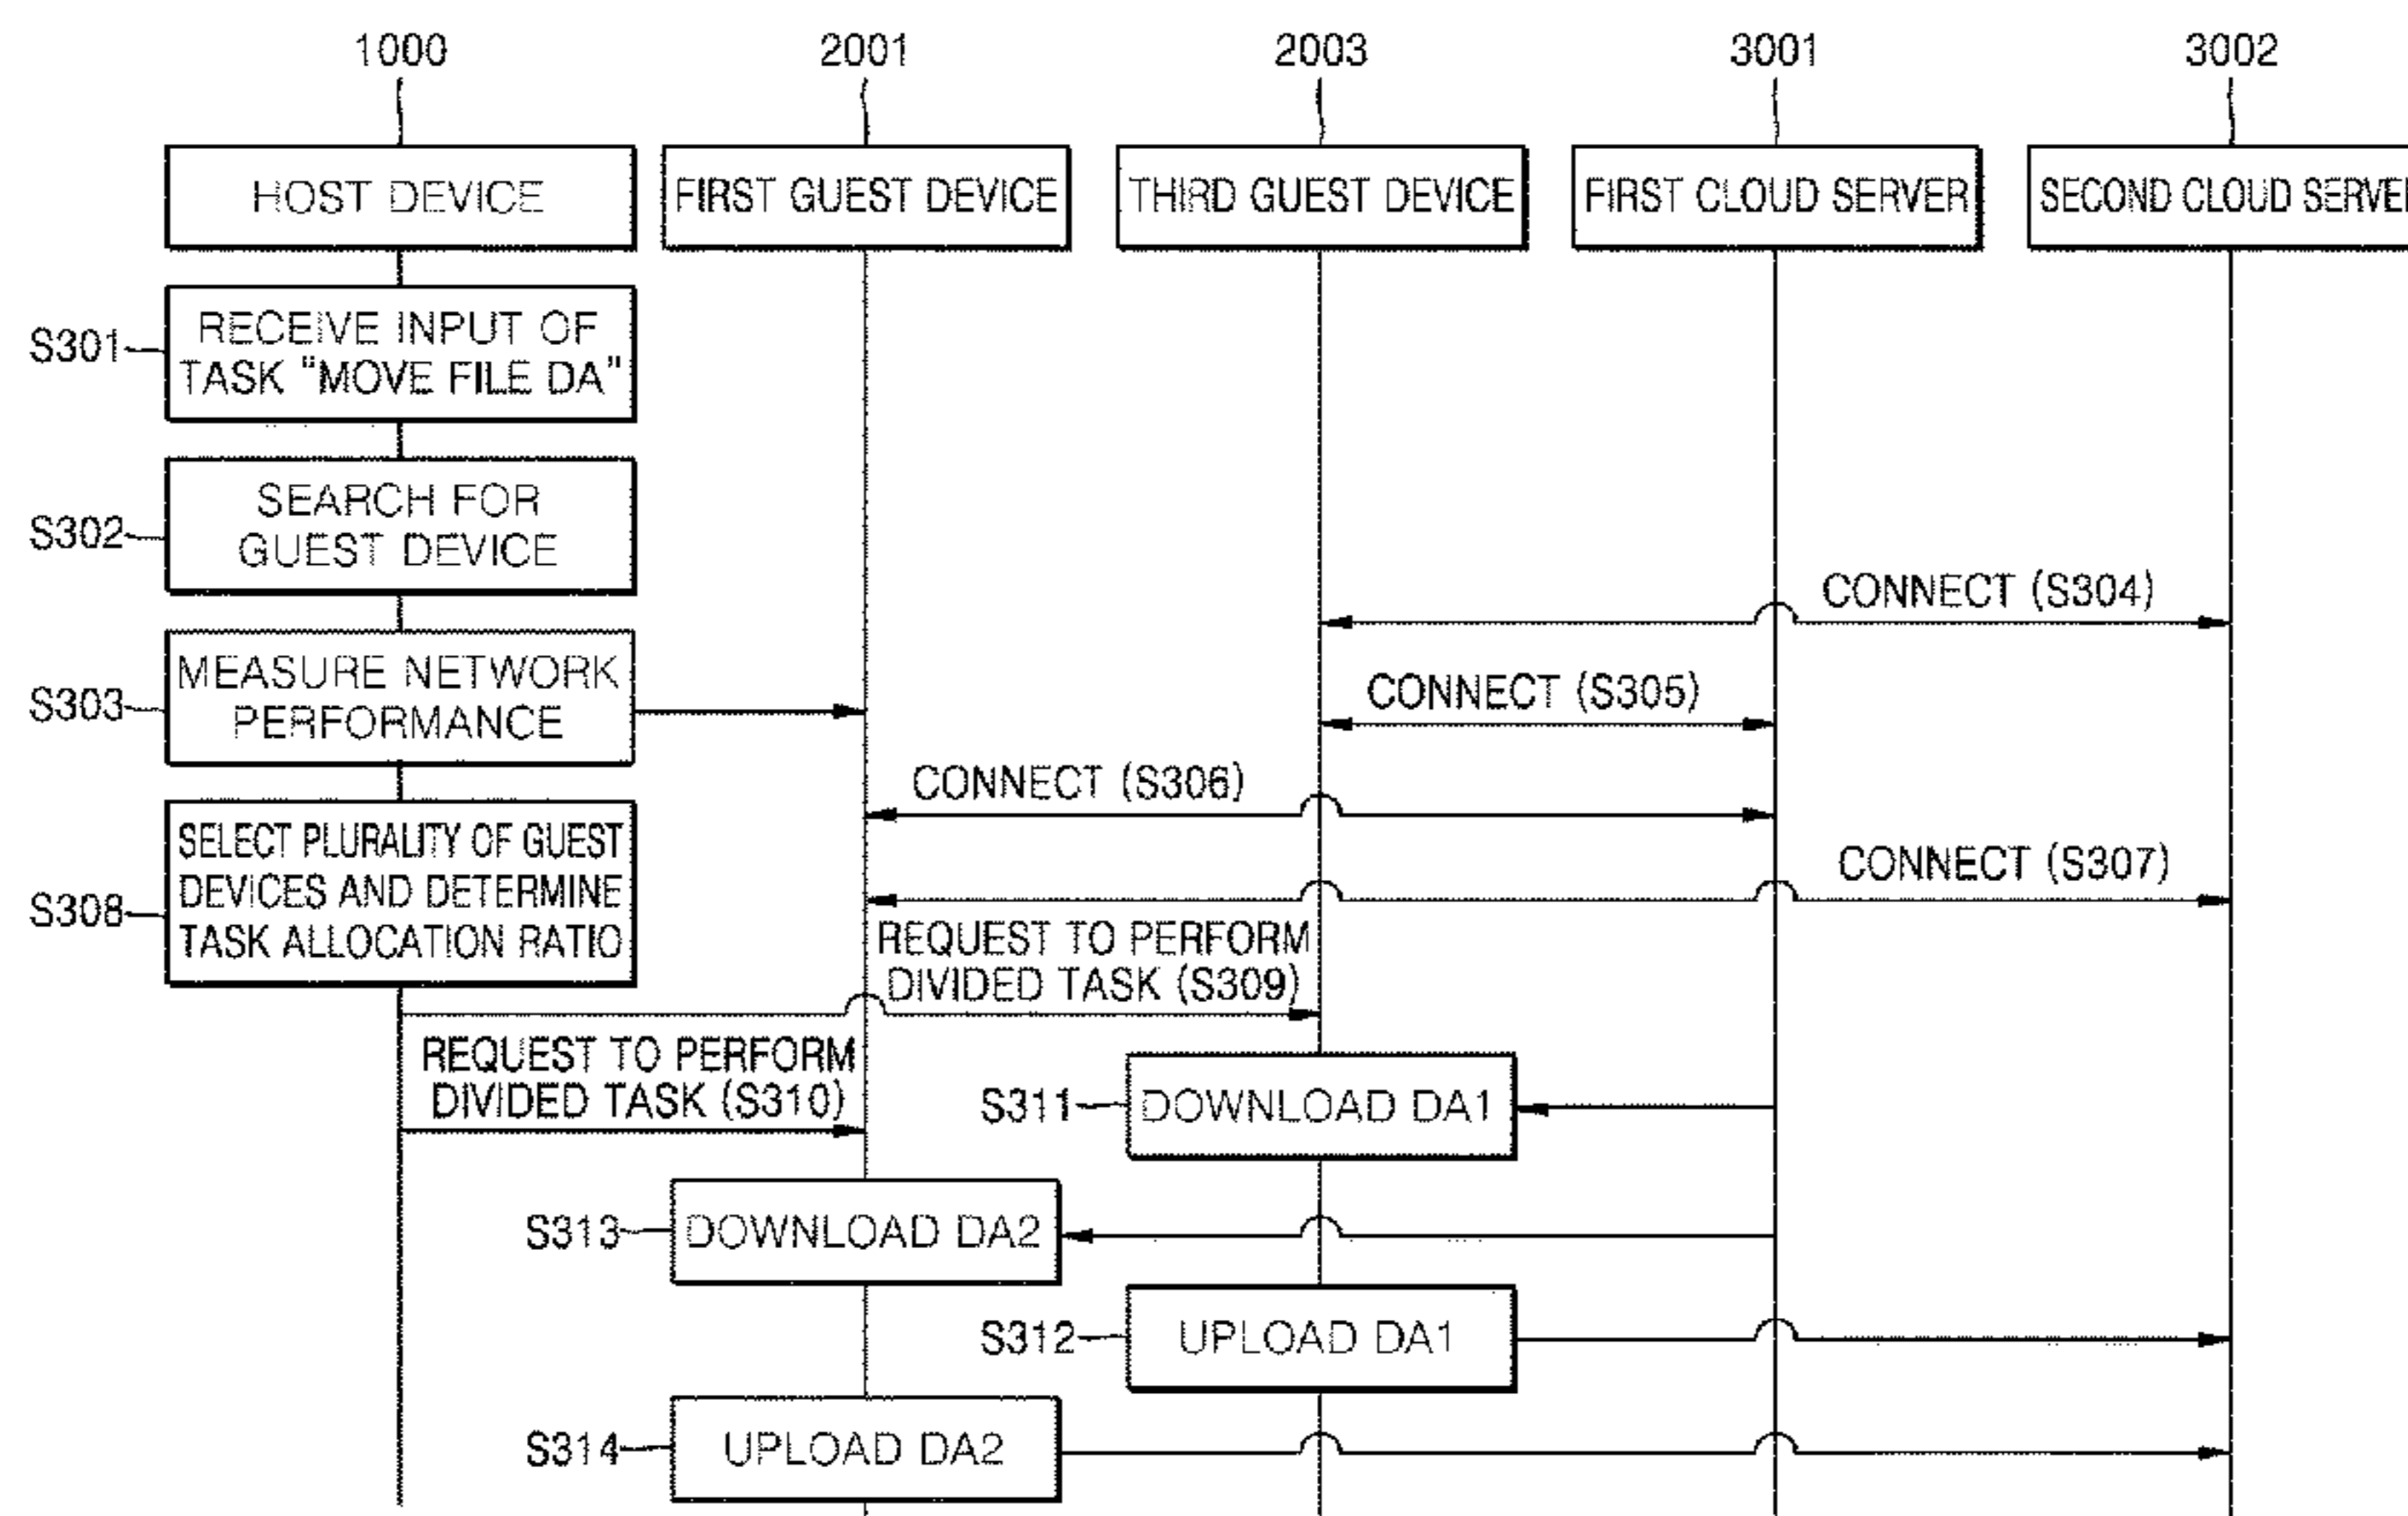 1000
2001
2003
3001
3002
HOST DEVICE
FIRST GUEST DEVICE
THIRD GUEST DEVICE
FIRST CLOUD SERVER
SECOND CLOUD SERVER
S301
RECEIVE INPUT OF
TASK "MOVE FILE DA"
S302
SEARCH FOR
GUEST DEVICE
CONNECT (S304)
S303
MEASURE NETWORK
PERFORMANCE
CONNECT (S305)
CONNECT (S306)
S308
SELECT PLURALITY OF GUEST
DEVICES AND DETERMINE
TASK ALLOCATION RATIO
CONNECT (S307)
REQUEST TO PERFORM
DIVIDED TASK (S309)
REQUEST TO PERFORM
DIVIDED TASK (S310)
S311
DOWNLOAD DA1
S313
DOWNLOAD DA2
S312
UPLOAD DA1
S314
UPLOAD DA2